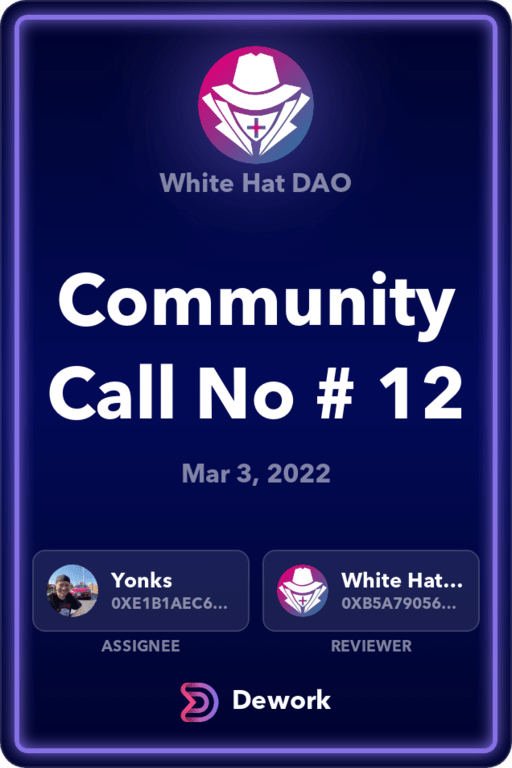 White Hat DAO
Community
Call No # 12
Mar 3, 2022
Yonks
0XE1B1AEC6...
ASSIGNEE
White Hat...
0XB5A79056...
REVIEWER
Dework